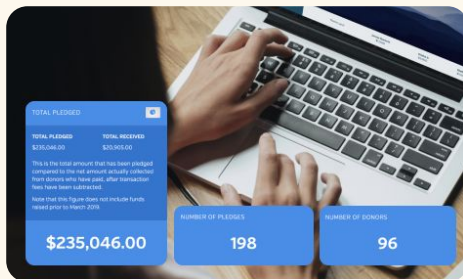 TOTAL PLEDGED
TOTAL PLEDGED TOTAL RECEIVED
$235,046.00 $20,905.00
This is the total amount that has been pledged
compared to the net amount actually collected
from donors who have paid, after transaction
fees have been subtracted.
Note that this figure does not include funds
raised prior to March 2019.
$235,046.00
NUMBER OF PLEDGES
198
NUMBER OF DONORS
96